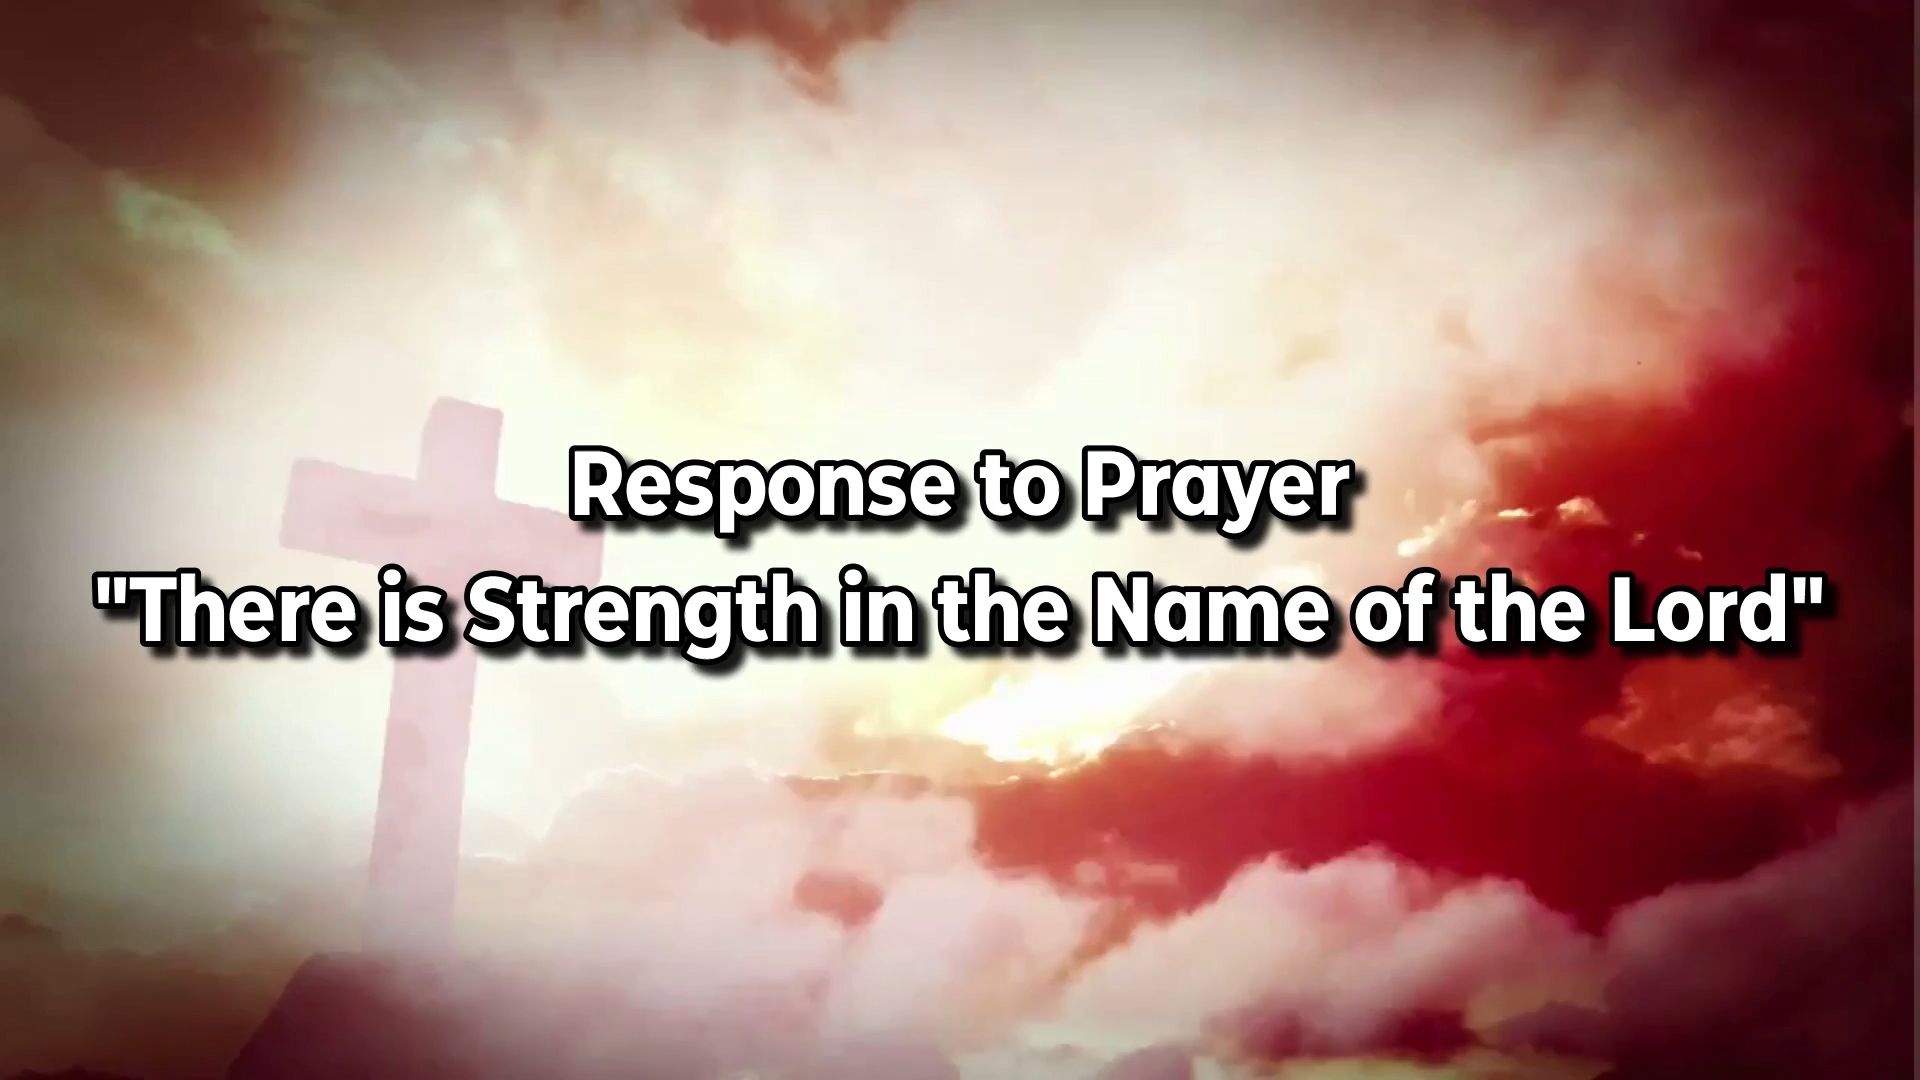 Response to Prayer
"There is Strength in the Name of the Lord"